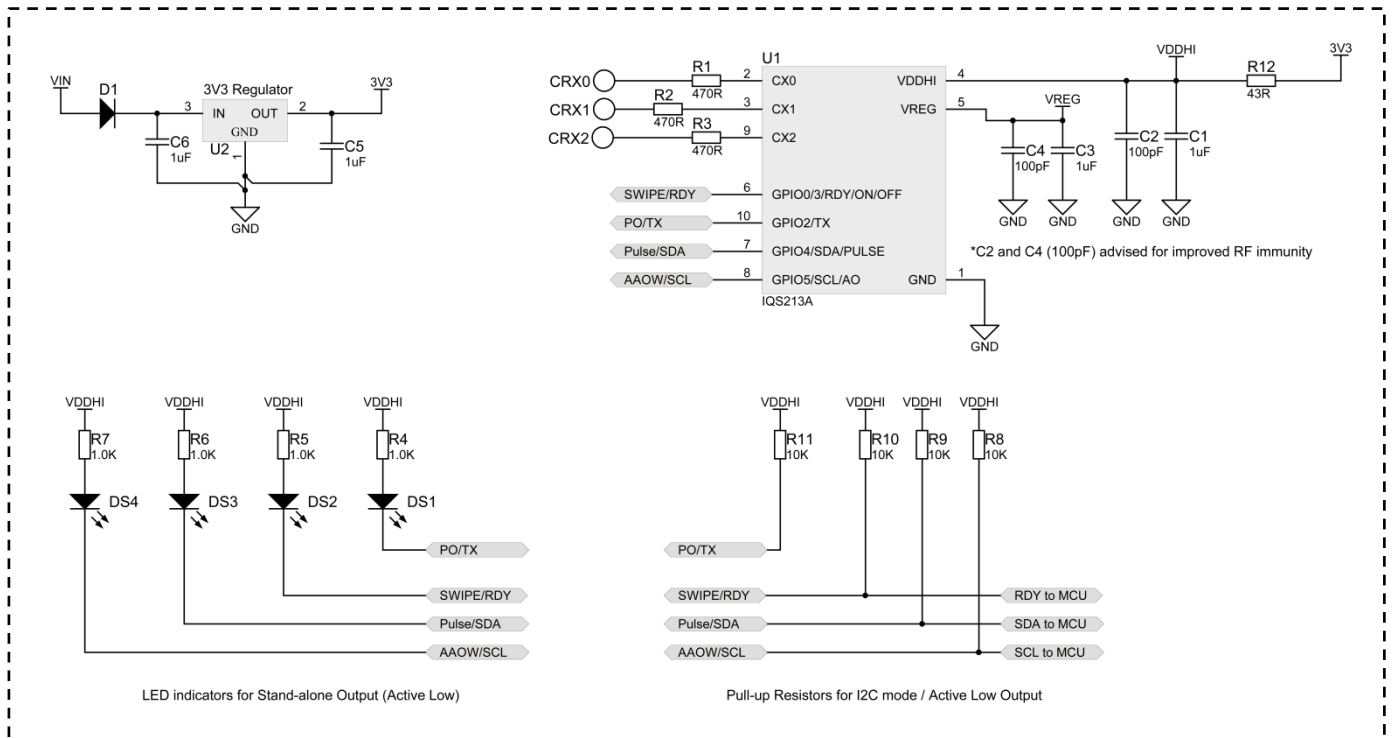 VIN
D1
3V3 Regulator
3
IN
OUT
2
3V3
GND
U2
1
C6
1uF
C5
1uF
GND
U1
CRX0
R1
470R
2
CX0
CRX1
R2
470R
3
CX1
CRX2
R3
470R
9
CX2
VDDHI
4
VREG
5
SWIPE/RDY
6
GPIO0/3/RDY/ON/OFF
PO/TX
10
GPIO2/TX
Pulse/SDA
7
GPIO4/SDA/PULSE
AAOW/SCL
8
GPIO5/SCL/AO
GND
1
IQS213A
GND
VDDHI
R12
43R
3V3
VREG
C4
100pF
C3
1uF
C2
100pF
C1
1uF
GND
GND
GND
GND
*C2 and C4 (100pF) advised for improved RF immunity
VDDHI
VDDHI
VDDHI
VDDHI
R7
1.0K
R6
1.0K
R5
1.0K
R4
1.0K
DS4
DS3
DS2
DS1
PO/TX
SWIPE/RDY
Pulse/SDA
AAOW/SCL
LED indicators for Stand-alone Output (Active Low)
VDDHI
VDDHI
VDDHI
VDDHI
R11
10K
R10
10K
R9
10K
R8
10K
PO/TX
SWIPE/RDY
RDY to MCU
Pulse/SDA
SDA to MCU
AAOW/SCL
SCL to MCU
Pull-up Resistors for I2C mode / Active Low Output